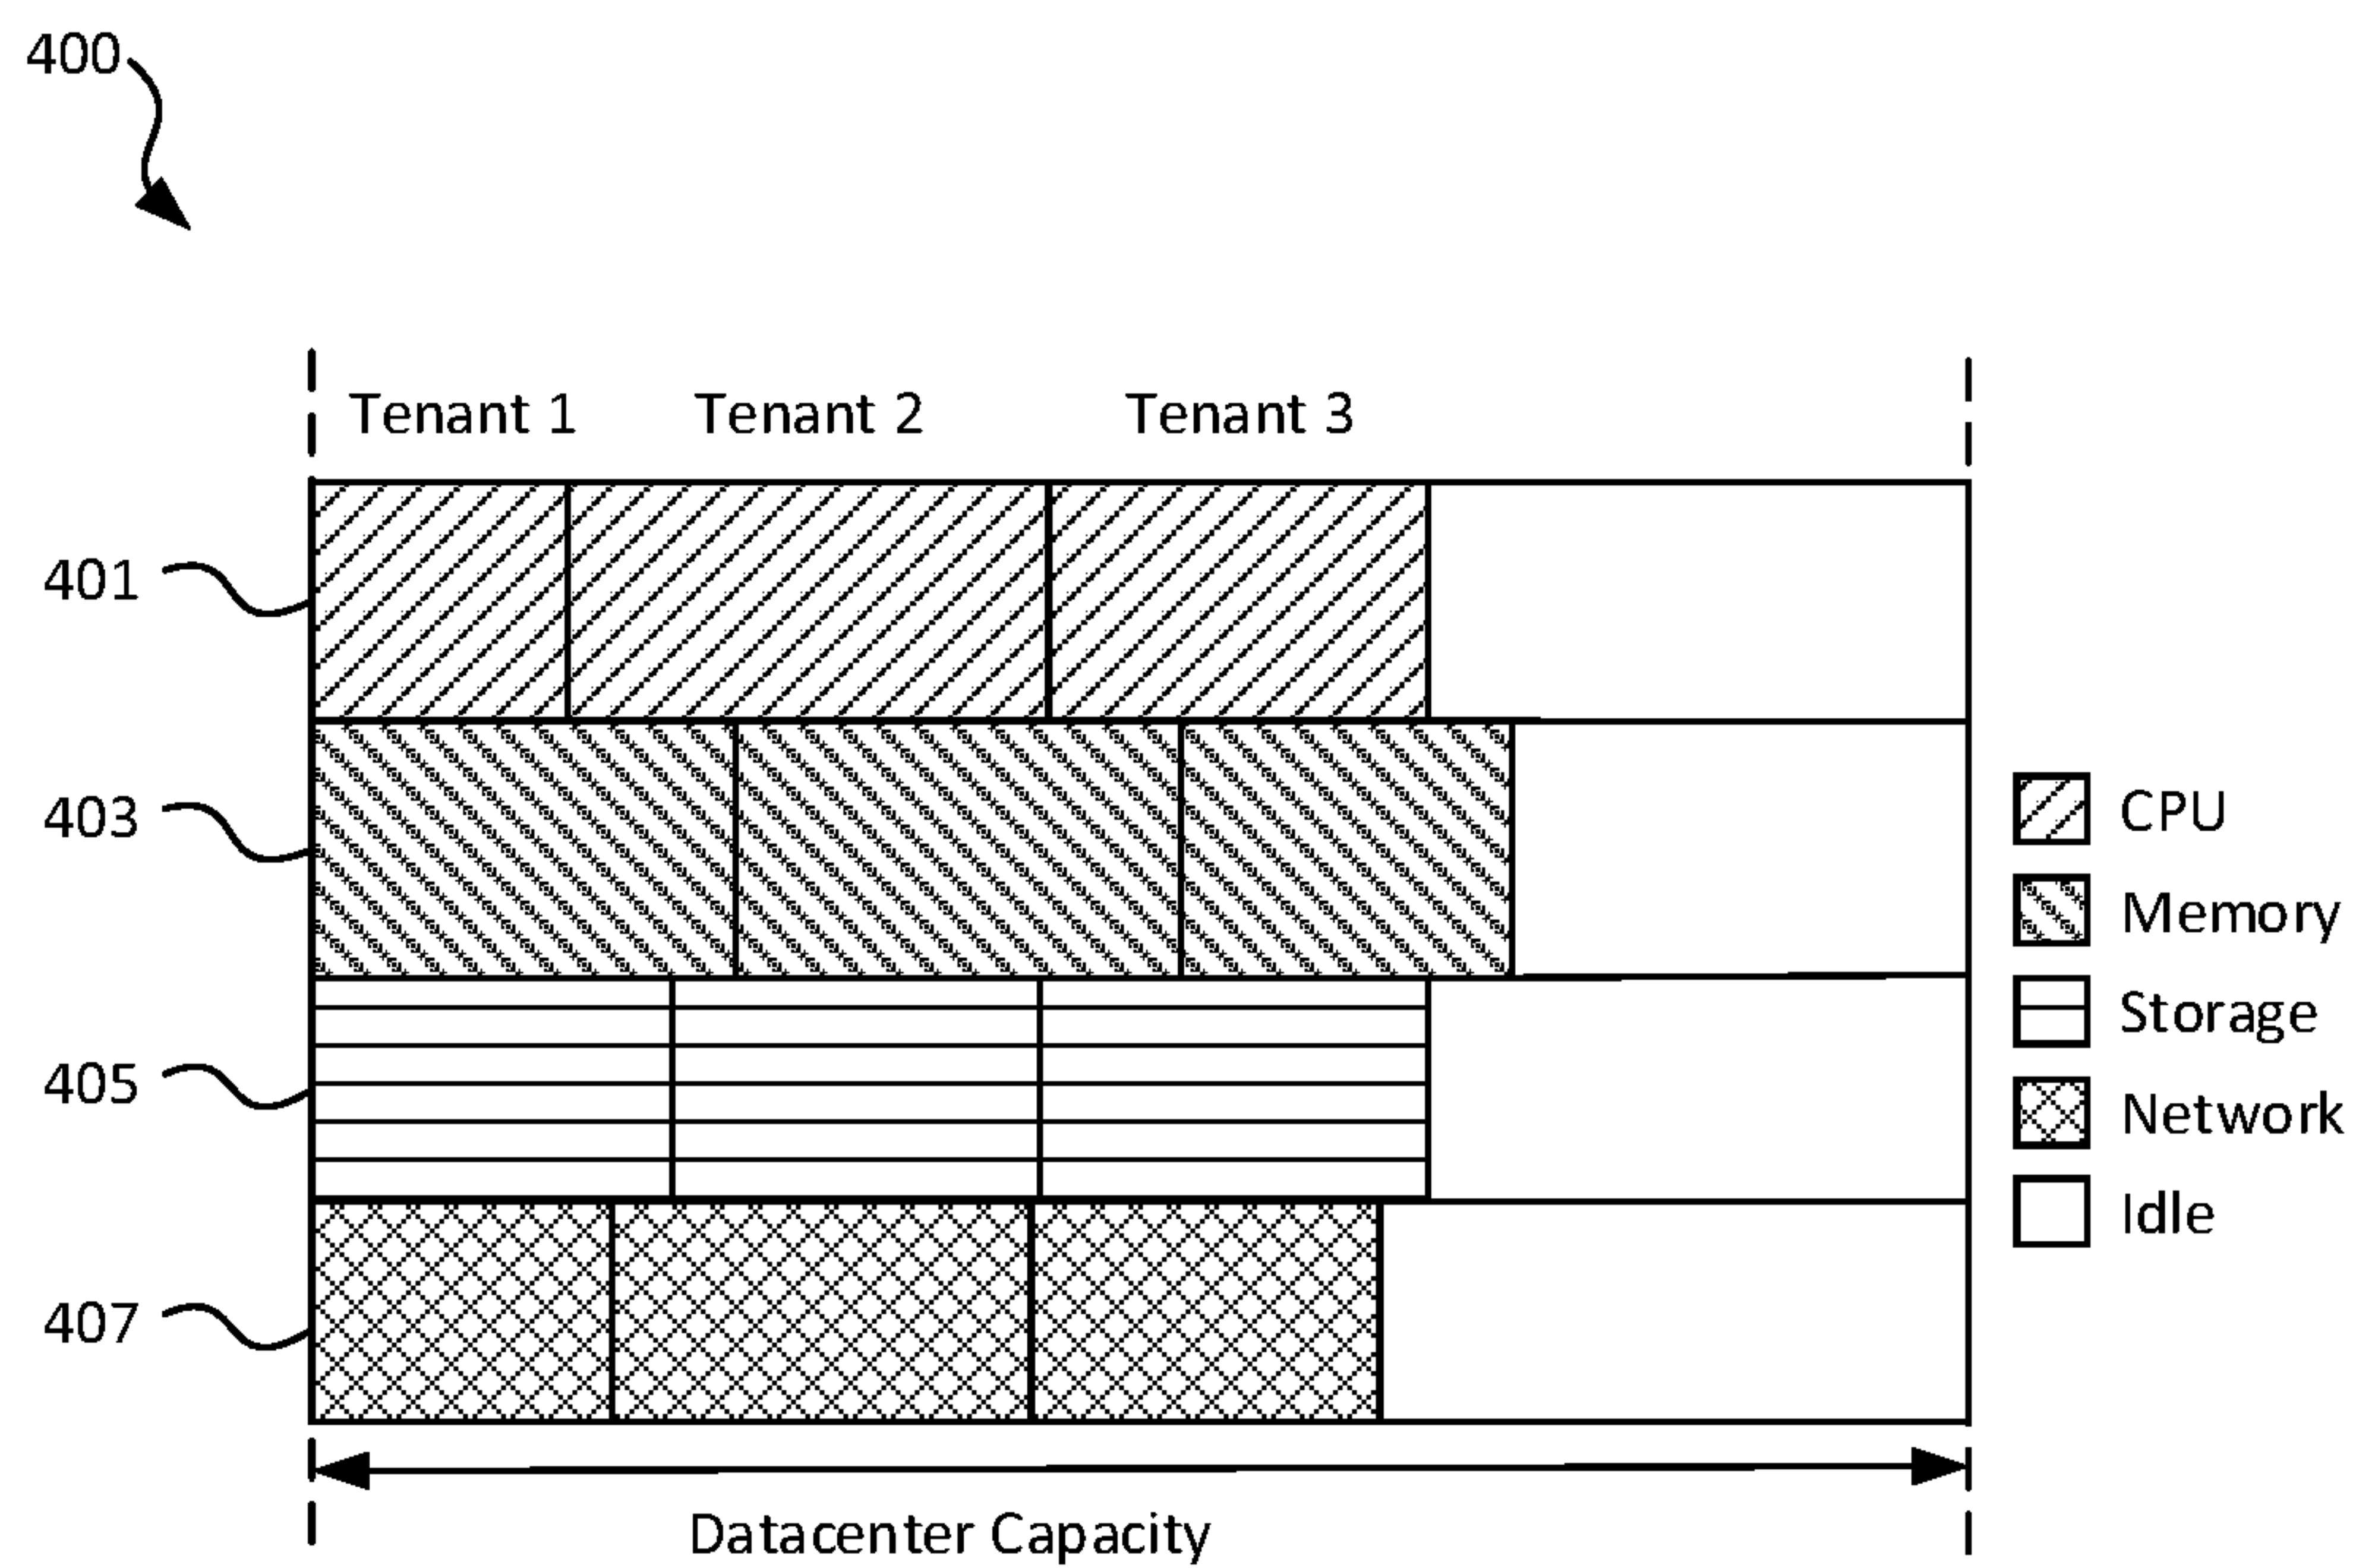 400
Tenant 1 Tenant 2 Tenant 3
401
403
405
407
CPU
Memory
Storage
Network
Idle
Datacenter Capacity